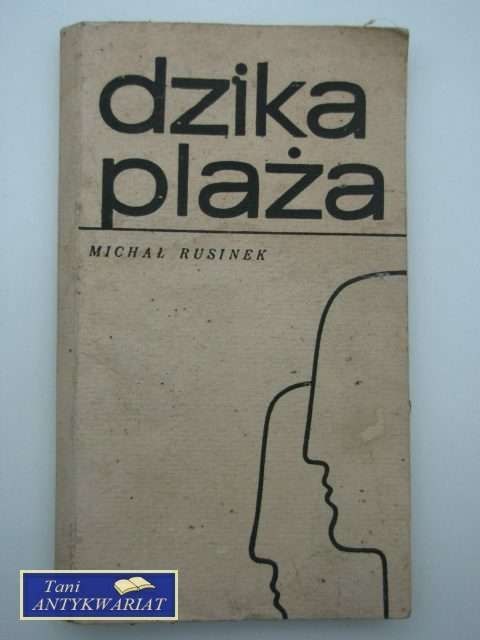 dzika
plaża
MICHAŁ RUSINEK
Tani
ANTYKWARIAT